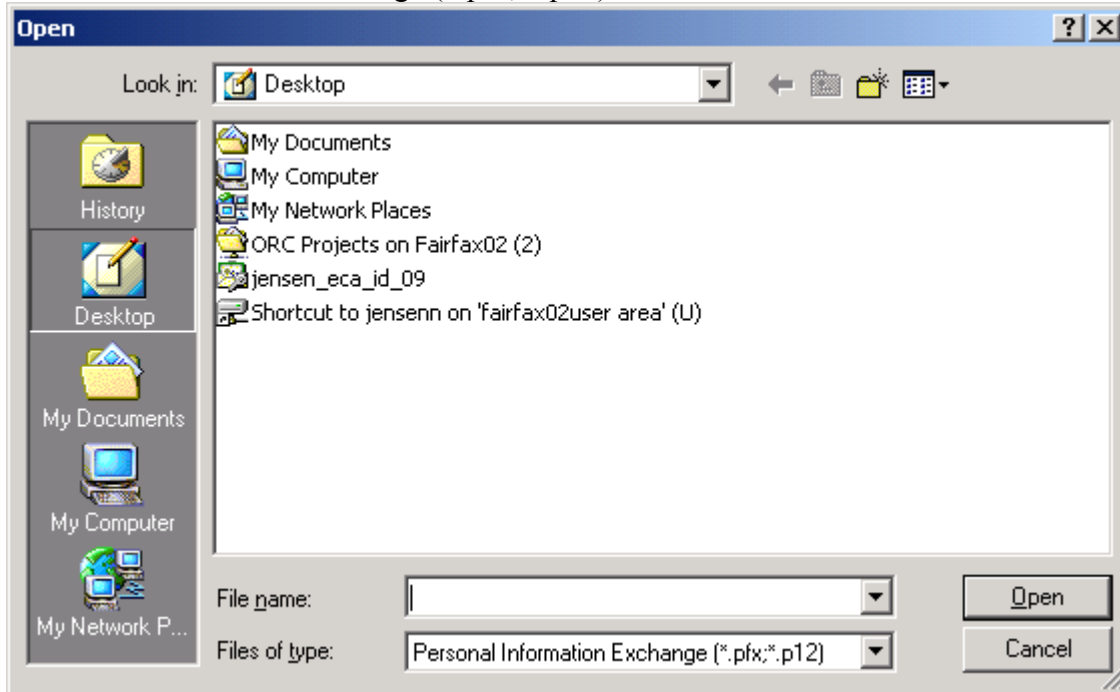 Open
Look in:
Desktop
History
Desktop
My Documents
My Computer
My Network P...
My Documents
My Computer
My Network Places
ORC Projects on Fairfax02 (2)
jensen_eca_id_09
Shortcut to jensenn on 'fairfax02user area' (U)
File name:
Open
Files of type:
Personal Information Exchange (*.pfx;*.p12)
Cancel